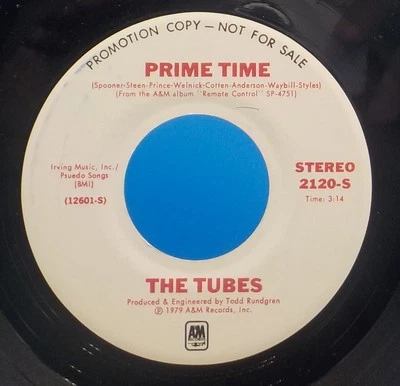 PROMOTION COPY — NOT FOR SALE
PRIME TIME
(Spooner-Steen-Prince-Welnick-Cotten-Anderson-Waybill-Styles)
(From the A&M album "Remote Control" SP-4751)
Irving Music, Inc./
Psuedo Songs
(BMI)
(12601-S)
STEREO
2120-S
Time: 3:14
THE TUBES
Produced & Engineered by Todd Rundgren
℗ 1979 A&M Records, Inc.
A&M